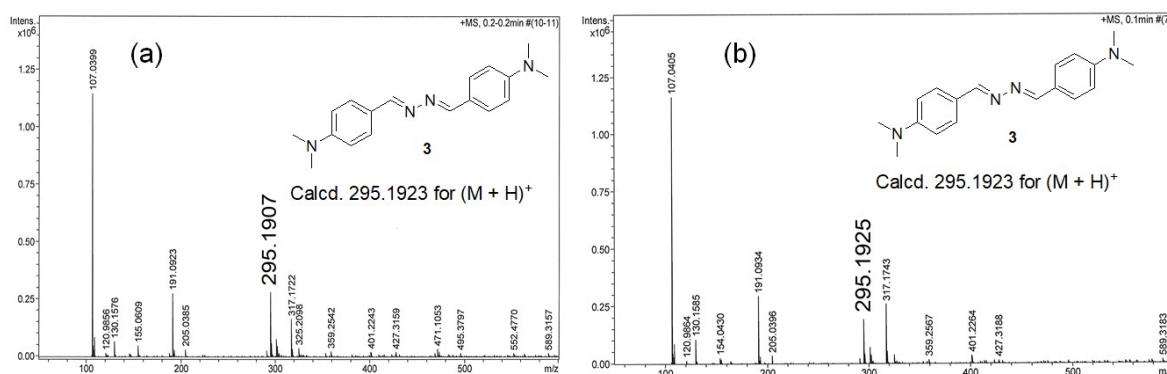 Intens.
x10⁶
+MS, 0.2-0.2min #(10-11)
(a)
107.0399
N
N
N
N
3
Calcd. 295.1923 for (M + H)⁺
295.1907
191.0923
317.1722
325.2098
120.9856
130.1576
155.0609
205.0385
359.2542
401.2243
427.3159
471.1053
495.3797
552.4770
589.3157
1.25
1.00
0.75
0.50
0.25
0.00
100
200
300
400
500
m/z
Intens.
x10⁶
+MS, 0.1min #(7
(b)
107.0405
N
N
N
N
3
Calcd. 295.1923 for (M + H)⁺
295.1925
191.0934
317.1743
120.9864
130.1585
154.0430
205.0396
359.2567
401.2264
427.3188
589.3183
1.25
1.00
0.75
0.50
0.25
0.00
100
200
300
400
500